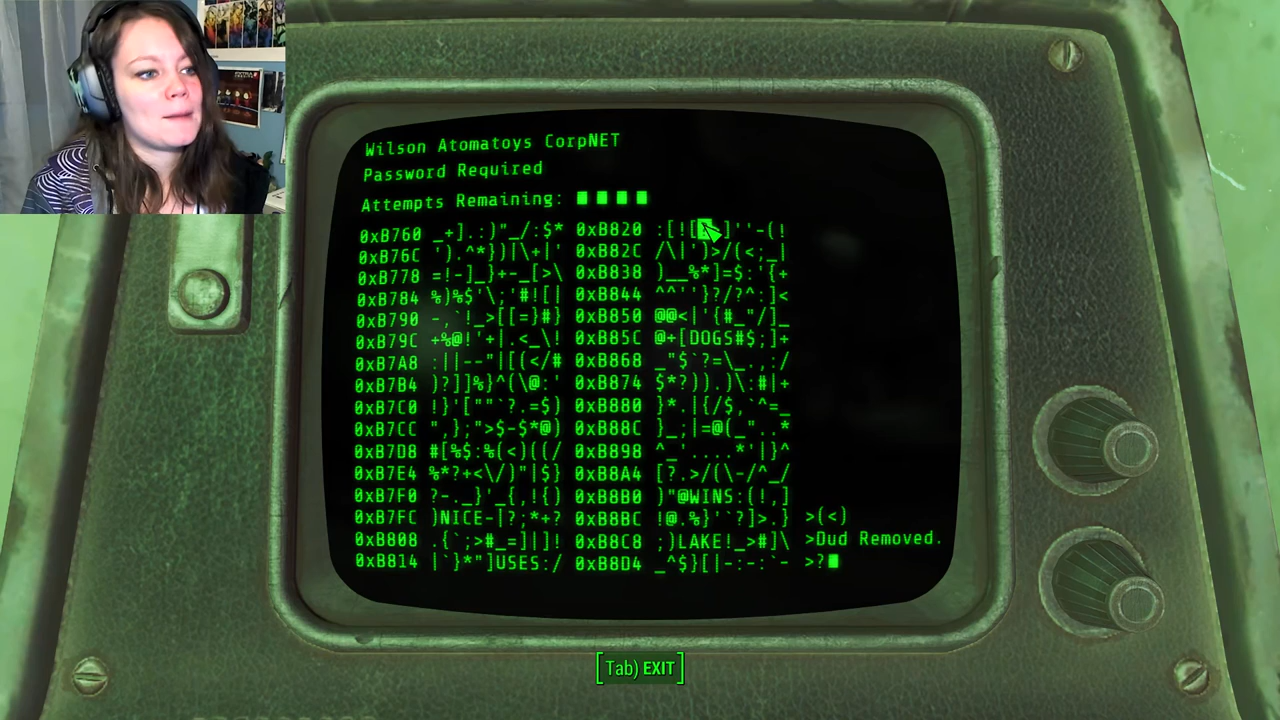 Wilson Atomatoys CorpNET
Password Required
Attempts Remaining:
0xB760 _+].:)"_/:$* 0xB820 :[![ ]''-(!
0xB76C ').^*})|\+|' 0xB82C /\|')>/(<;_|
0xB778 =!-]_}+-_[>\ 0xB838 )__%*]=$:'{+
0xB784 %)%$'\;'#![| 0xB844 ^^''}?/?^:]<
0xB790 -,`!_>[[=}#} 0xB850 @@<|'{#_"/]_
0xB79C +%@!'+|.<_\! 0xB85C @+[DOGS#$;]+
0xB7A8 :||--"|[(</# 0xB868 _"$`?=\_.,:/
0xB7B4 )?]]%}^(\@:' 0xB874 $*?)).)\:#|+
0xB7C0 !}'[""`?.=$) 0xB880 }*.|{/$,`^=_
0xB7CC ",};">$-$*@) 0xB88C }_;|=@(_"..*
0xB7D8 #[%$:%(<)((/ 0xB898 ^_'....*'|}^
0xB7E4 %*?+<\/)"|$} 0xB8A4 [?.>/(\-/^_/
0xB7F0 ?-._}'_{,!{) 0xB8B0 )"@WINS:(!,]
0xB7FC )NICE-|?;*+? 0xB8BC !@.%}'`?]>.} >(<)
0xB808 .{`;>#_=]|]! 0xB8C8 ;)LAKE!_>#]\ >Dud Removed.
0xB814 |`}*"]USES:/ 0xB8D4 _^$}[|-:-:`- >?
[Tab) EXIT]